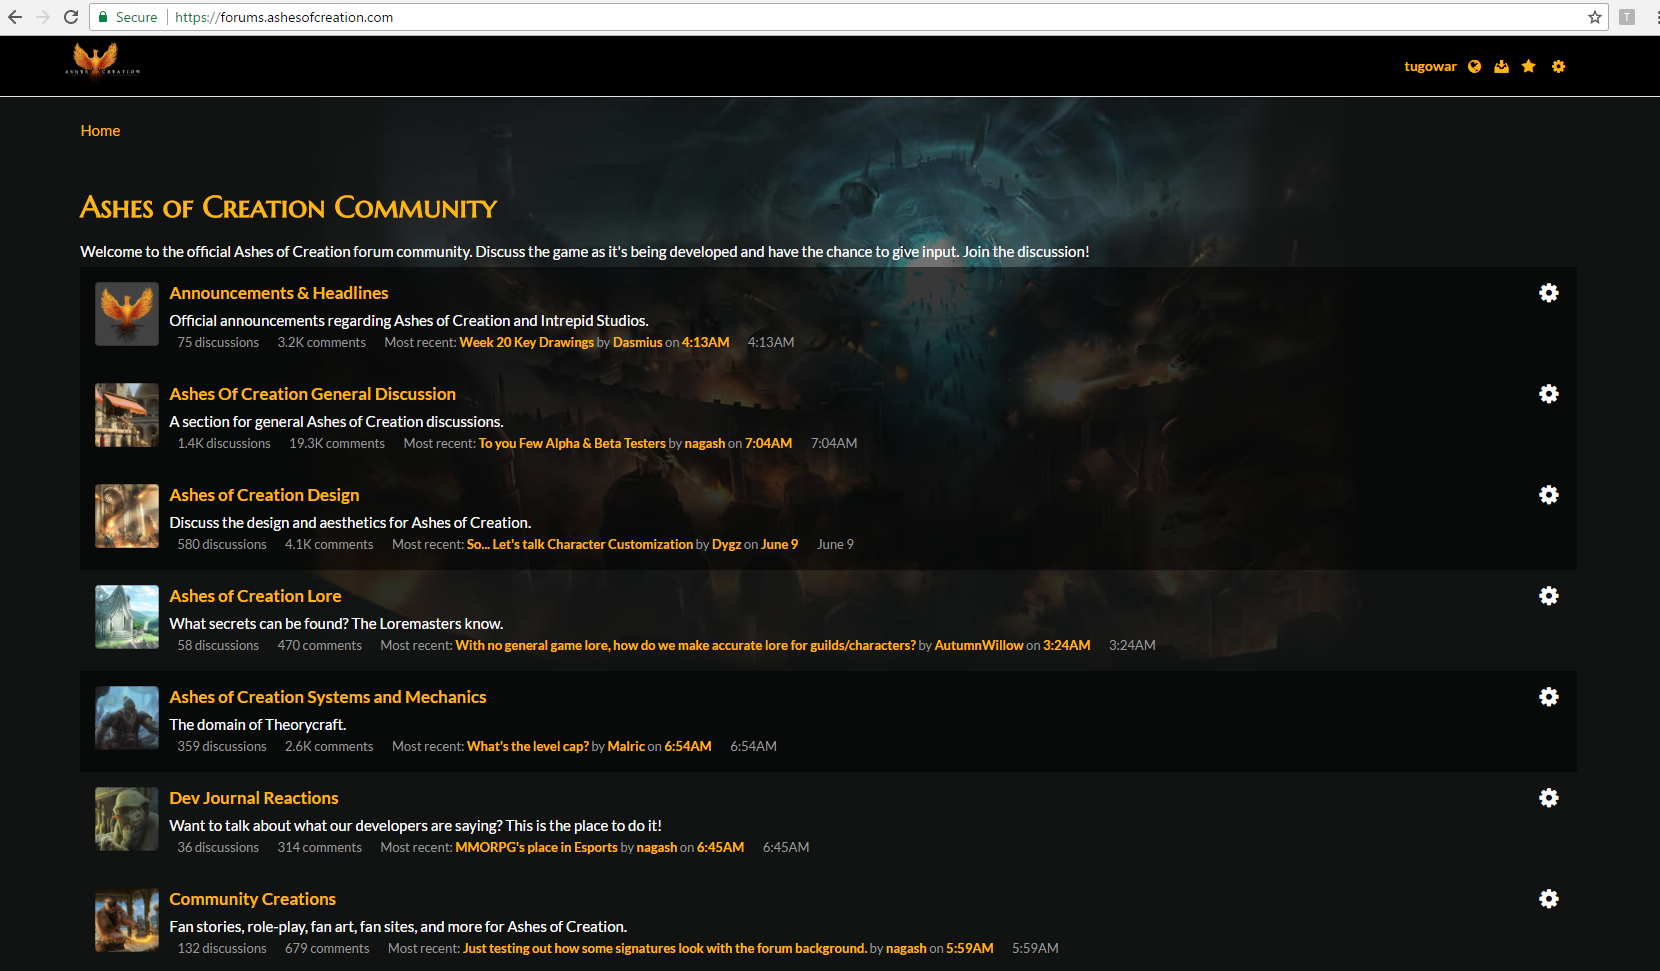 Secure https://forums.ashesofcreation.com T
ASHES OF CREATION
tugowar
Home
Ashes of Creation Community
Welcome to the official Ashes of Creation forum community. Discuss the game as it's being developed and have the chance to give input. Join the discussion!
Announcements & Headlines
Official announcements regarding Ashes of Creation and Intrepid Studios.
75 discussions 3.2K comments Most recent: Week 20 Key Drawings by Dasmius on 4:13AM 4:13AM
Ashes Of Creation General Discussion
A section for general Ashes of Creation discussions.
1.4K discussions 19.3K comments Most recent: To you Few Alpha & Beta Testers by nagash on 7:04AM 7:04AM
Ashes of Creation Design
Discuss the design and aesthetics for Ashes of Creation.
580 discussions 4.1K comments Most recent: So... Let's talk Character Customization by Dygz on June 9 June 9
Ashes of Creation Lore
What secrets can be found? The Loremasters know.
58 discussions 470 comments Most recent: With no general game lore, how do we make accurate lore for guilds/characters? by AutumnWillow on 3:24AM 3:24AM
Ashes of Creation Systems and Mechanics
The domain of Theorycraft.
359 discussions 2.6K comments Most recent: What's the level cap? by Malric on 6:54AM 6:54AM
Dev Journal Reactions
Want to talk about what our developers are saying? This is the place to do it!
36 discussions 314 comments Most recent: MMORPG's place in Esports by nagash on 6:45AM 6:45AM
Community Creations
Fan stories, role-play, fan art, fan sites, and more for Ashes of Creation.
132 discussions 679 comments Most recent: Just testing out how some signatures look with the forum background. by nagash on 5:59AM 5:59AM